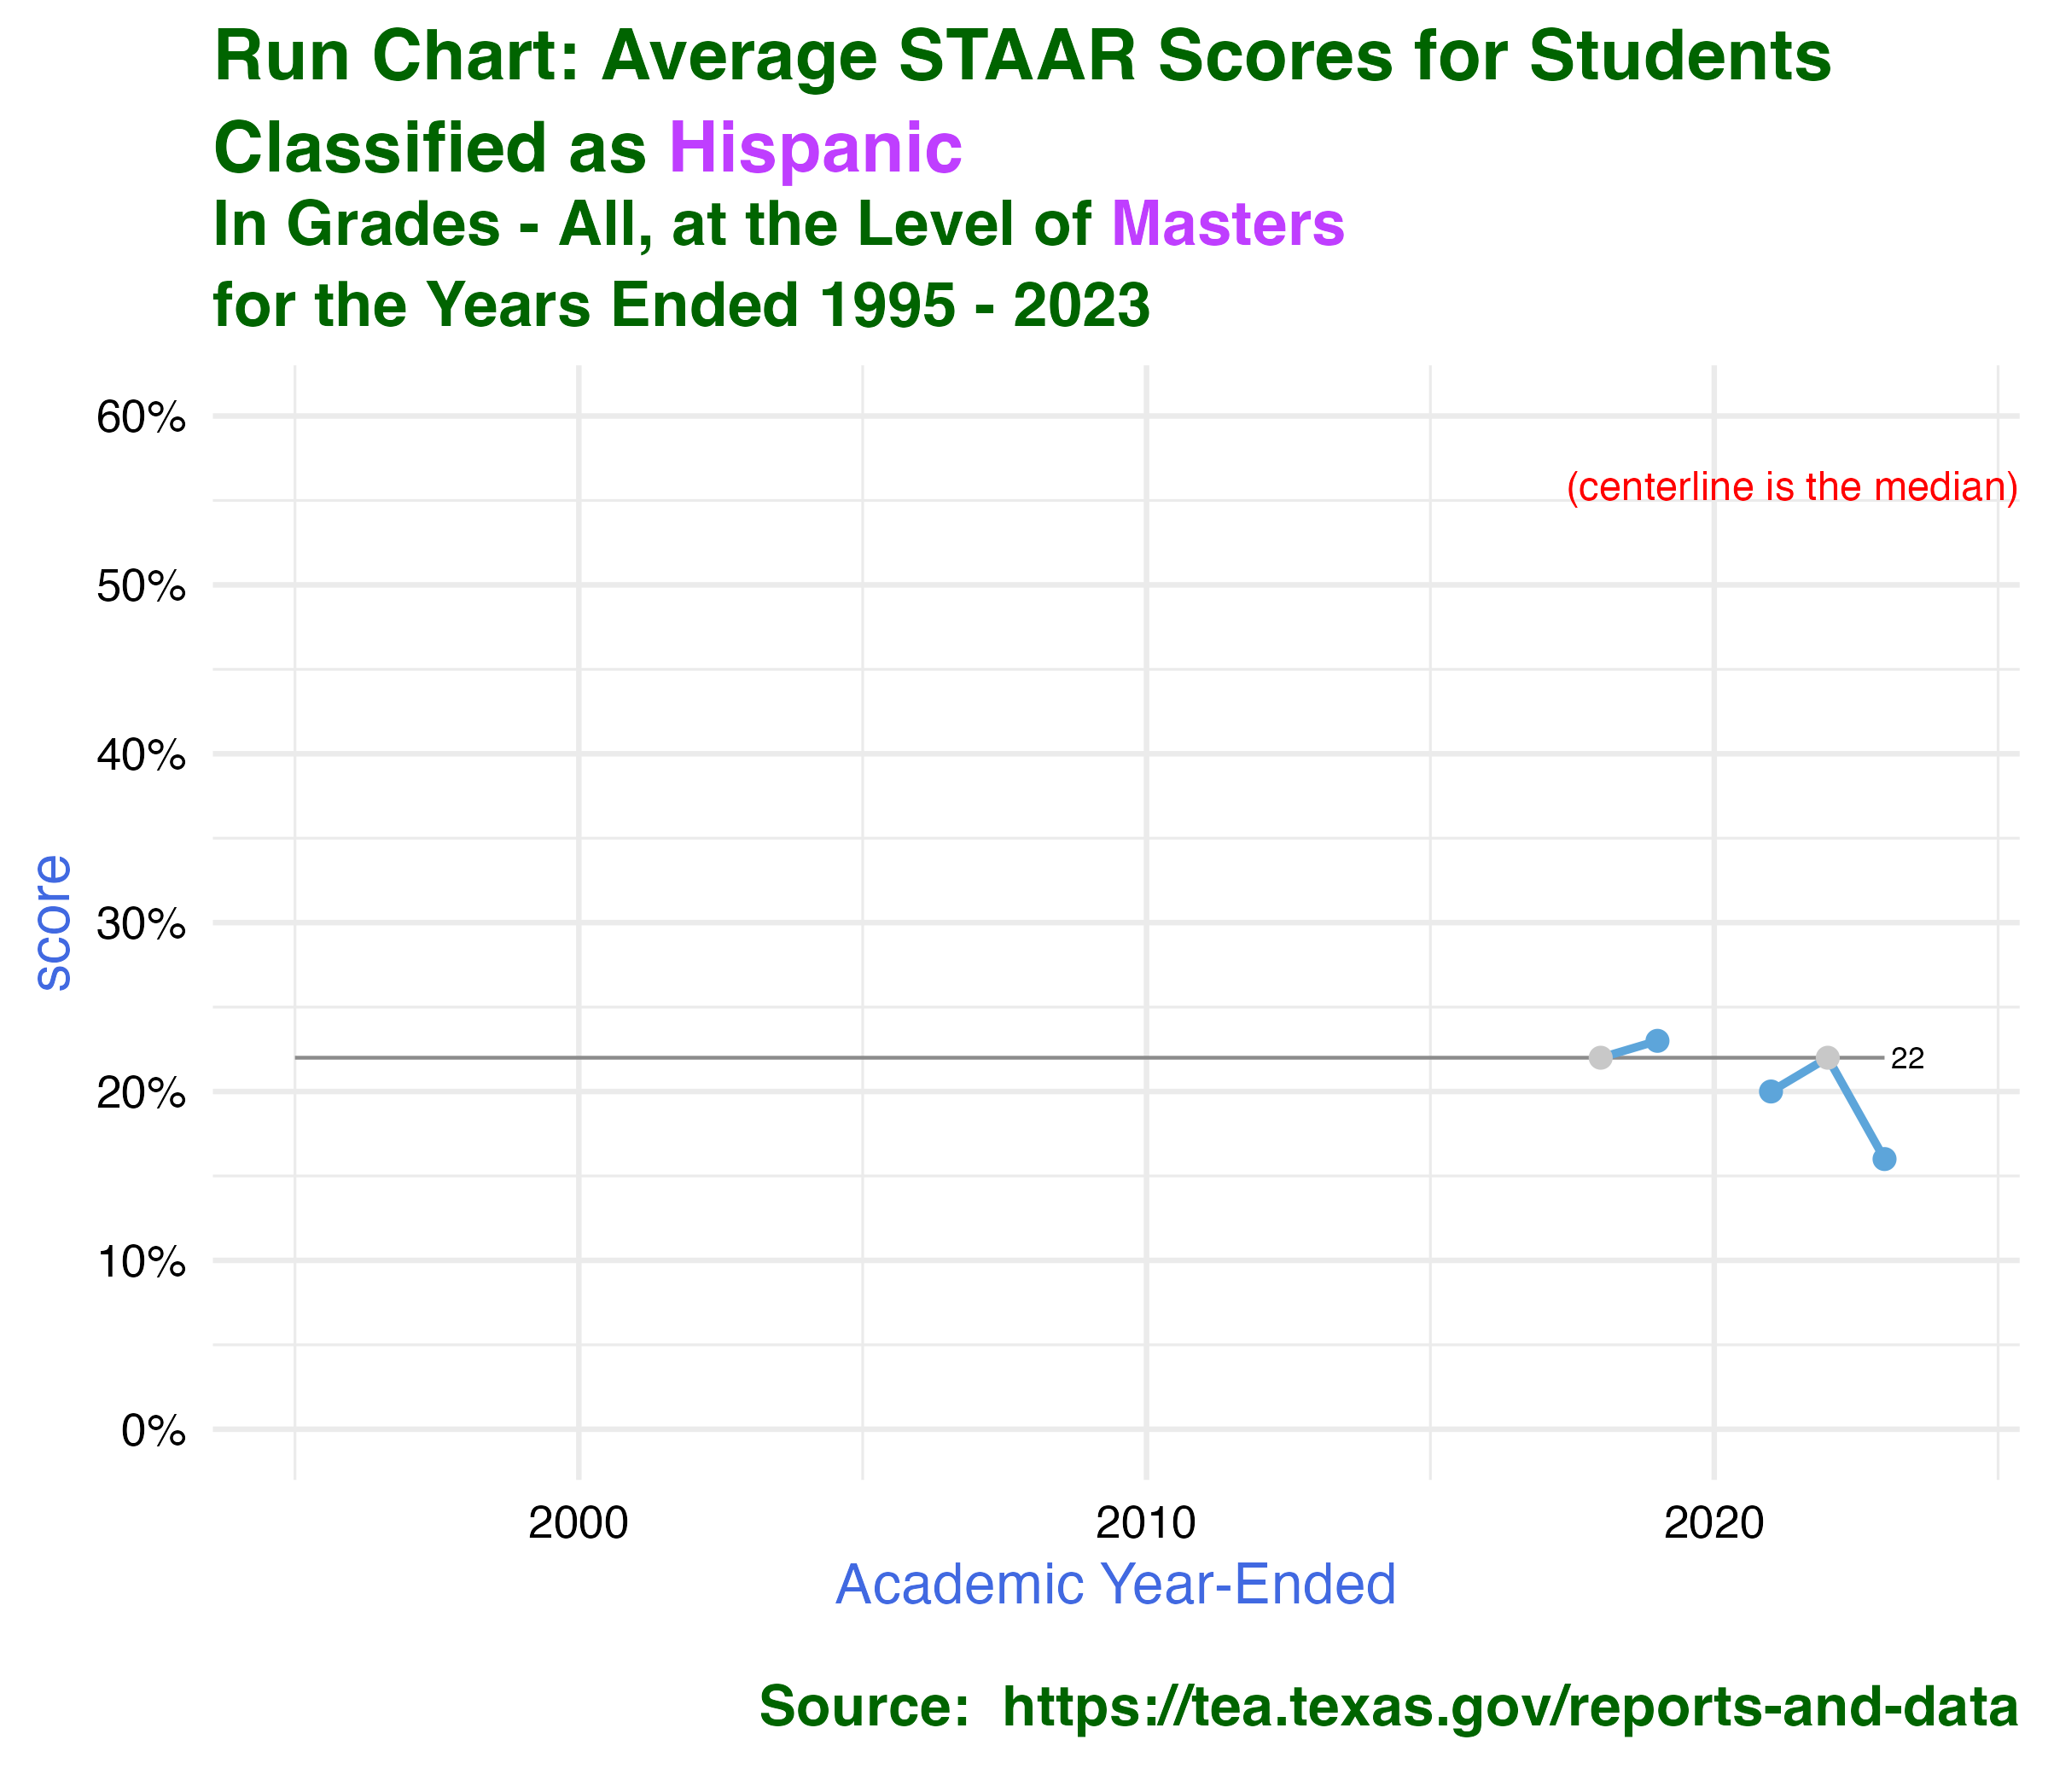 Run Chart: Average STAAR Scores for Students
Classified as Hispanic
In Grades - All, at the Level of Masters
for the Years Ended 1995 - 2023
60%
(centerline is the median)
50%
40%
30%
score
22
20%
10%
0%
2000 2010 2020
Academic Year-Ended
Source:  https://tea.texas.gov/reports-and-data